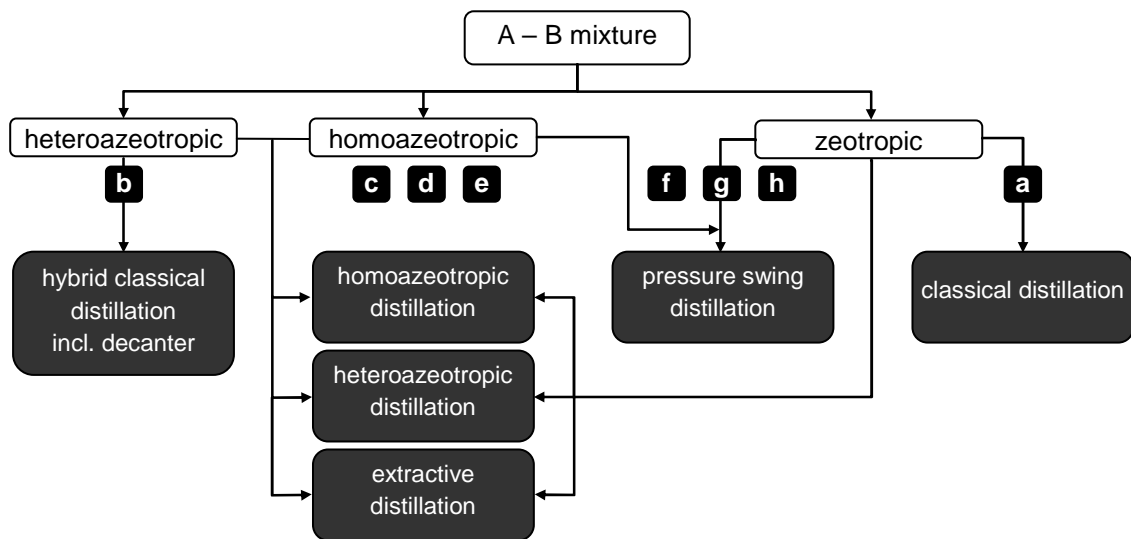 A – B mixture
heteroazeotropic
homoazeotropic
zeotropic
b
c
d
e
f
g
h
a
hybrid classical
distillation
incl. decanter
homoazeotropic
distillation
pressure swing
distillation
classical distillation
heteroazeotropic
distillation
extractive
distillation